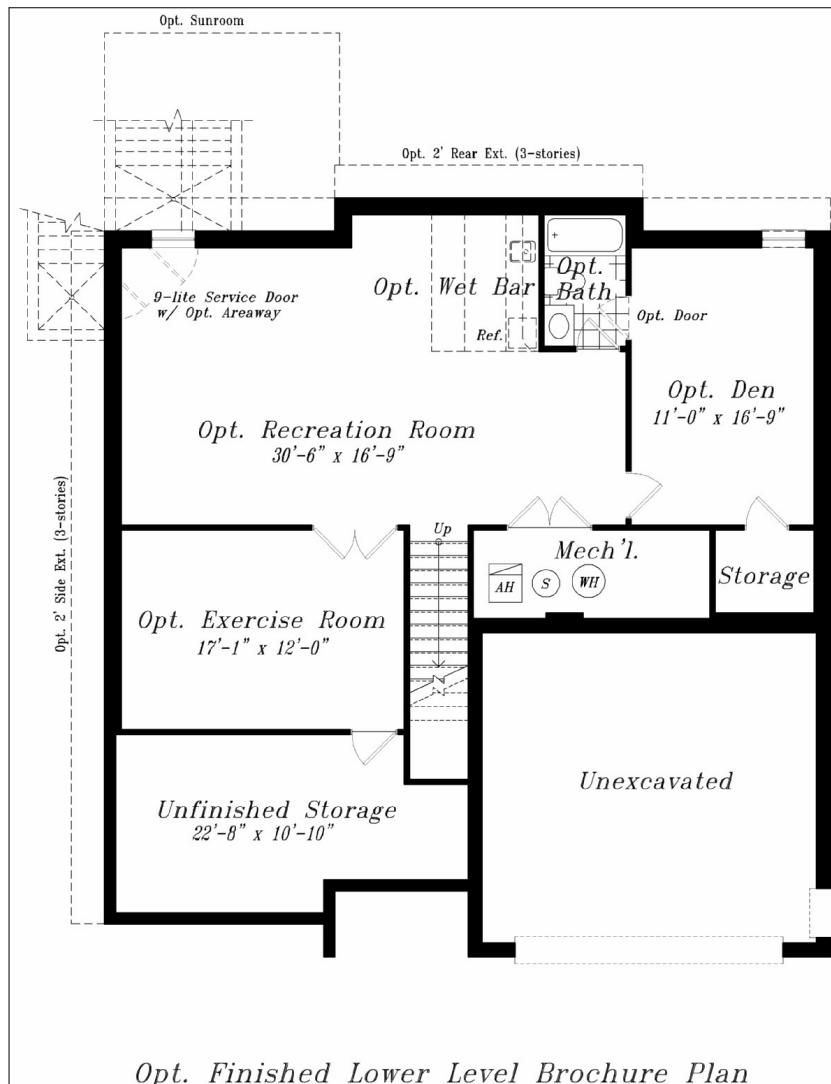 Opt. Sunroom
Opt. 2' Rear Ext. (3-stories)
Opt. Wet Bar
Opt.
Bath
9-lite Service Door
w/ Opt. Areaway
Ref.
Opt. Door
Opt. Den
11'-0" x 16'-9"
Opt. Recreation Room
30'-6" x 16'-9"
Opt. 2' Side Ext. (3-stories)
Up
Mech'l.
AH
S
WH
Storage
Opt. Exercise Room
17'-1" x 12'-0"
Unexcavated
Unfinished Storage
22'-8" x 10'-10"
Opt. Finished Lower Level Brochure Plan